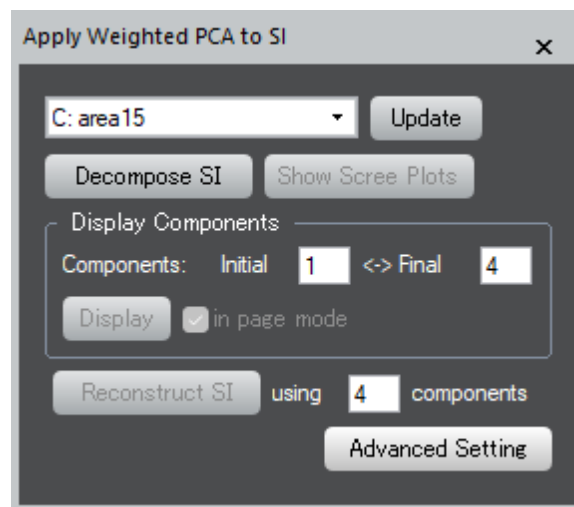 Apply Weighted PCA to SI
C: area15 Update
Decompose SI Show Scree Plots
Display Components
Components: Initial 1 <-> Final 4
Display in page mode
Reconstruct SI using 4 components
Advanced Setting